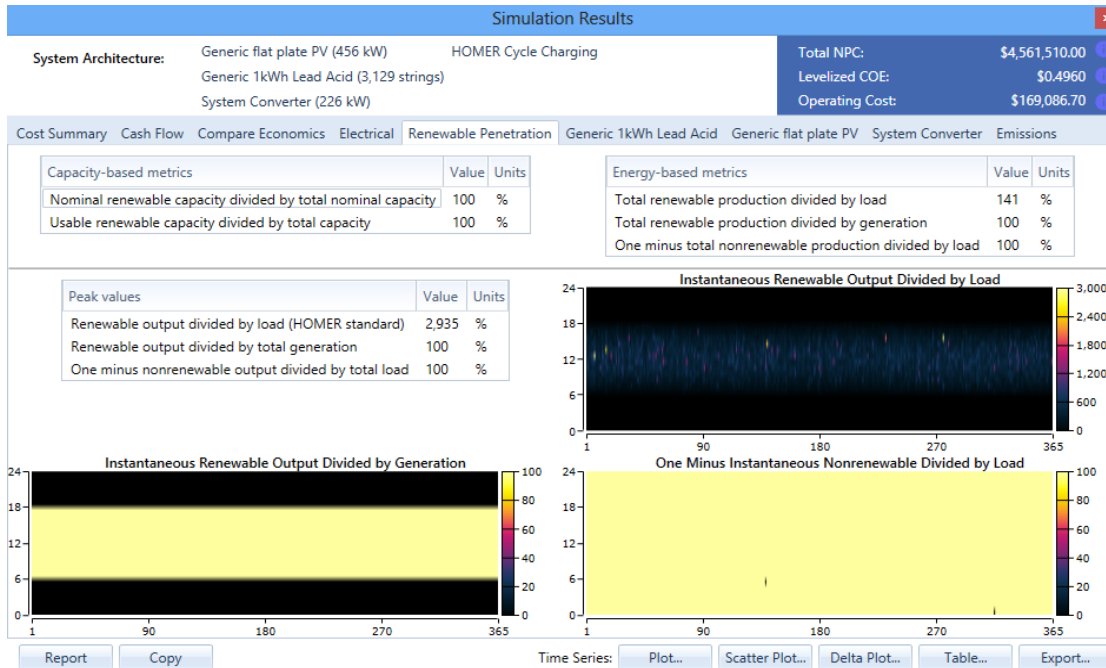 Simulation Results
System Architecture:
Generic flat plate PV (456 kW)
HOMER Cycle Charging
Generic 1kWh Lead Acid (3,129 strings)
System Converter (226 kW)
Total NPC: $4,561,510.00
Levelized COE: $0.4960
Operating Cost: $169,086.70
Cost Summary Cash Flow Compare Economics Electrical Renewable Penetration Generic 1kWh Lead Acid Generic flat plate PV System Converter Emissions
Capacity-based metrics Value Units
Nominal renewable capacity divided by total nominal capacity 100 %
Usable renewable capacity divided by total capacity 100 %
Energy-based metrics Value Units
Total renewable production divided by load 141 %
Total renewable production divided by generation 100 %
One minus total nonrenewable production divided by load 100 %
Peak values Value Units
Renewable output divided by load (HOMER standard) 2,935 %
Renewable output divided by total generation 100 %
One minus nonrenewable output divided by total load 100 %
Instantaneous Renewable Output Divided by Load
24 3,000
2,400
18
1,800
12
1,200
6 600
0 0
1 90 180 270 365
Instantaneous Renewable Output Divided by Generation
24 100
80
18
60
12
40
6
20
0 0
1 90 180 270 365
One Minus Instantaneous Nonrenewable Divided by Load
24 100
80
18
60
12
40
6
20
0 0
1 90 180 270 365
Report Copy Time Series: Plot... Scatter Plot... Delta Plot... Table... Export...